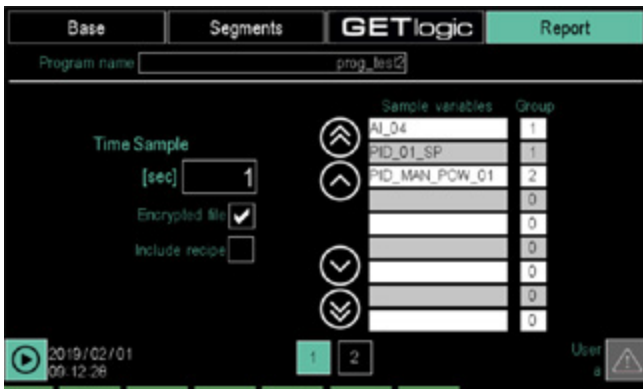 Base Segments GETlogic Report
Program name prog_test2
Sample variables Group
AI_04 1
Time Sample
PID_01_SP 1
[sec] 1 PID_MAN_POW_01 2
0
Encrypted file 0
Include recipe 0
0
0
0
2019/02/01 1 2 User
09:12:28 a